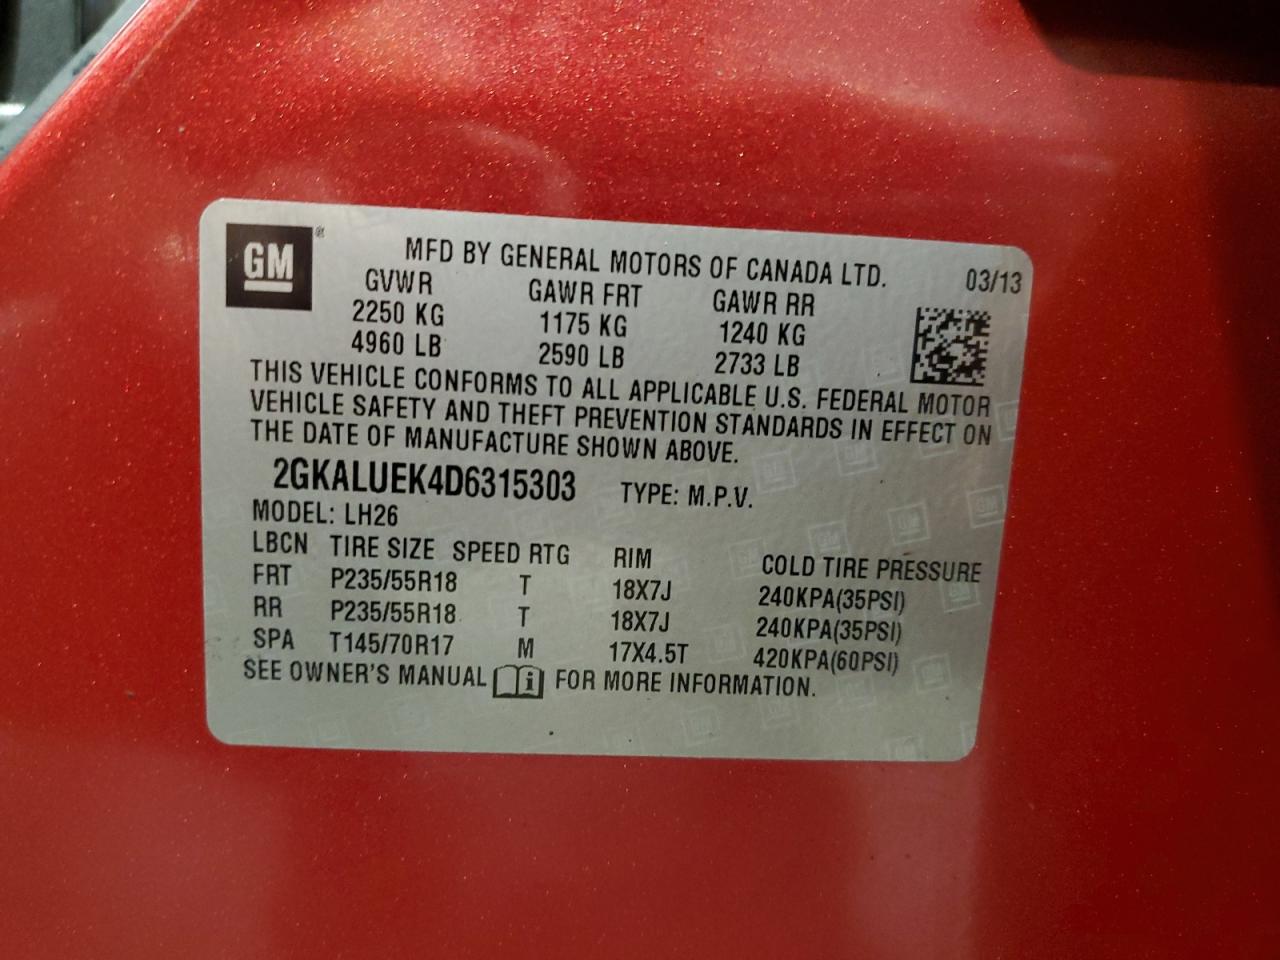 GM®
MFD BY GENERAL MOTORS OF CANADA LTD. 03/13
GVWR GAWR FRT GAWR RR
2250 KG 1175 KG 1240 KG
4960 LB 2590 LB 2733 LB
THIS VEHICLE CONFORMS TO ALL APPLICABLE U.S. FEDERAL MOTOR
VEHICLE SAFETY AND THEFT PREVENTION STANDARDS IN EFFECT ON
THE DATE OF MANUFACTURE SHOWN ABOVE.
2GKALUEK4D6315303 TYPE: M.P.V.
MODEL: LH26
LBCN TIRE SIZE SPEED RTG RIM COLD TIRE PRESSURE
FRT P235/55R18 T 18X7J 240KPA(35PSI)
RR P235/55R18 T 18X7J 240KPA(35PSI)
SPA T145/70R17 M 17X4.5T 420KPA(60PSI)
SEE OWNER'S MANUAL i FOR MORE INFORMATION.